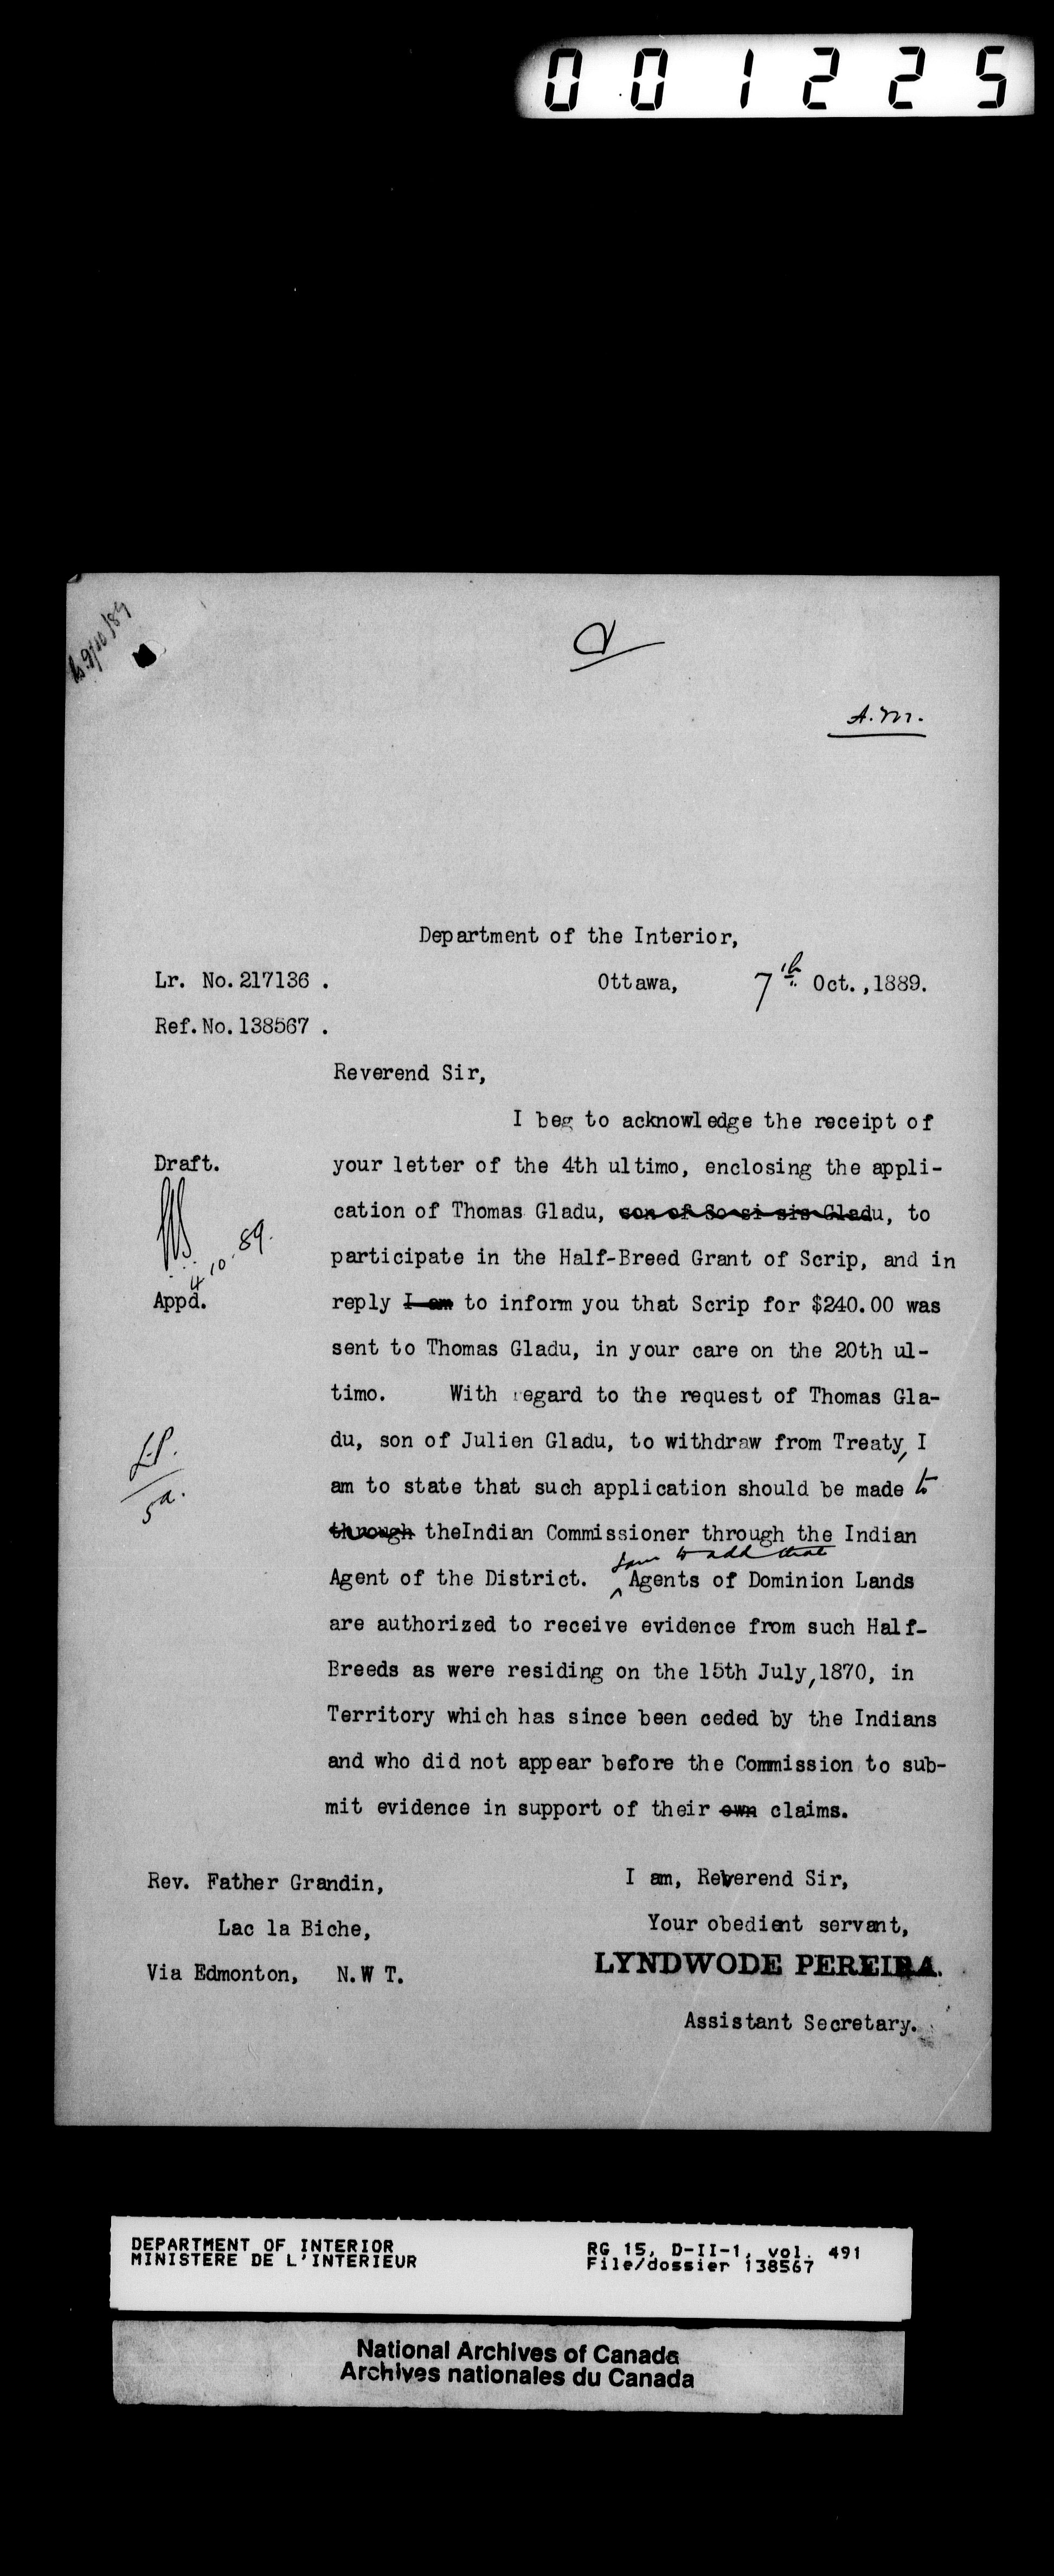 001225
A.M.
Department of the Interior,
Lr. No. 217136 .
Ottawa, 7th Oct., 1889.
Ref. No. 138567 .
Reverend Sir,
I beg to acknowledge the receipt of
Draft.
your letter of the 4th ultimo, enclosing the appli-
cation of Thomas Gladu, son of So-si-sis Gladu, to
4.10.89.
participate in the Half-Breed Grant of Scrip, and in
Appd.
reply I am to inform you that Scrip for $240.00 was
sent to Thomas Gladu, in your care on the 20th ul-
timo. With regard to the request of Thomas Gla-
du, son of Julien Gladu, to withdraw from Treaty, I
am to state that such application should be made to
through theIndian Commissioner through the Indian
I am to add that
Agent of the District. ^ Agents of Dominion Lands
are authorized to receive evidence from such Half-
Breeds as were residing on the 15th July, 1870, in
Territory which has since been ceded by the Indians
and who did not appear before the Commission to sub-
mit evidence in support of their own claims.
Rev. Father Grandin,
Lac la Biche,
Via Edmonton, N.W T.
I am, Reverend Sir,
Your obedient servant,
LYNDWODE PEREIRA.
Assistant Secretary.
DEPARTMENT OF INTERIOR
MINISTERE DE L'INTERIEUR
RG 15, D-II-1, vol. 491
File/dossier 138567
National Archives of Canada
Archives nationales du Canada